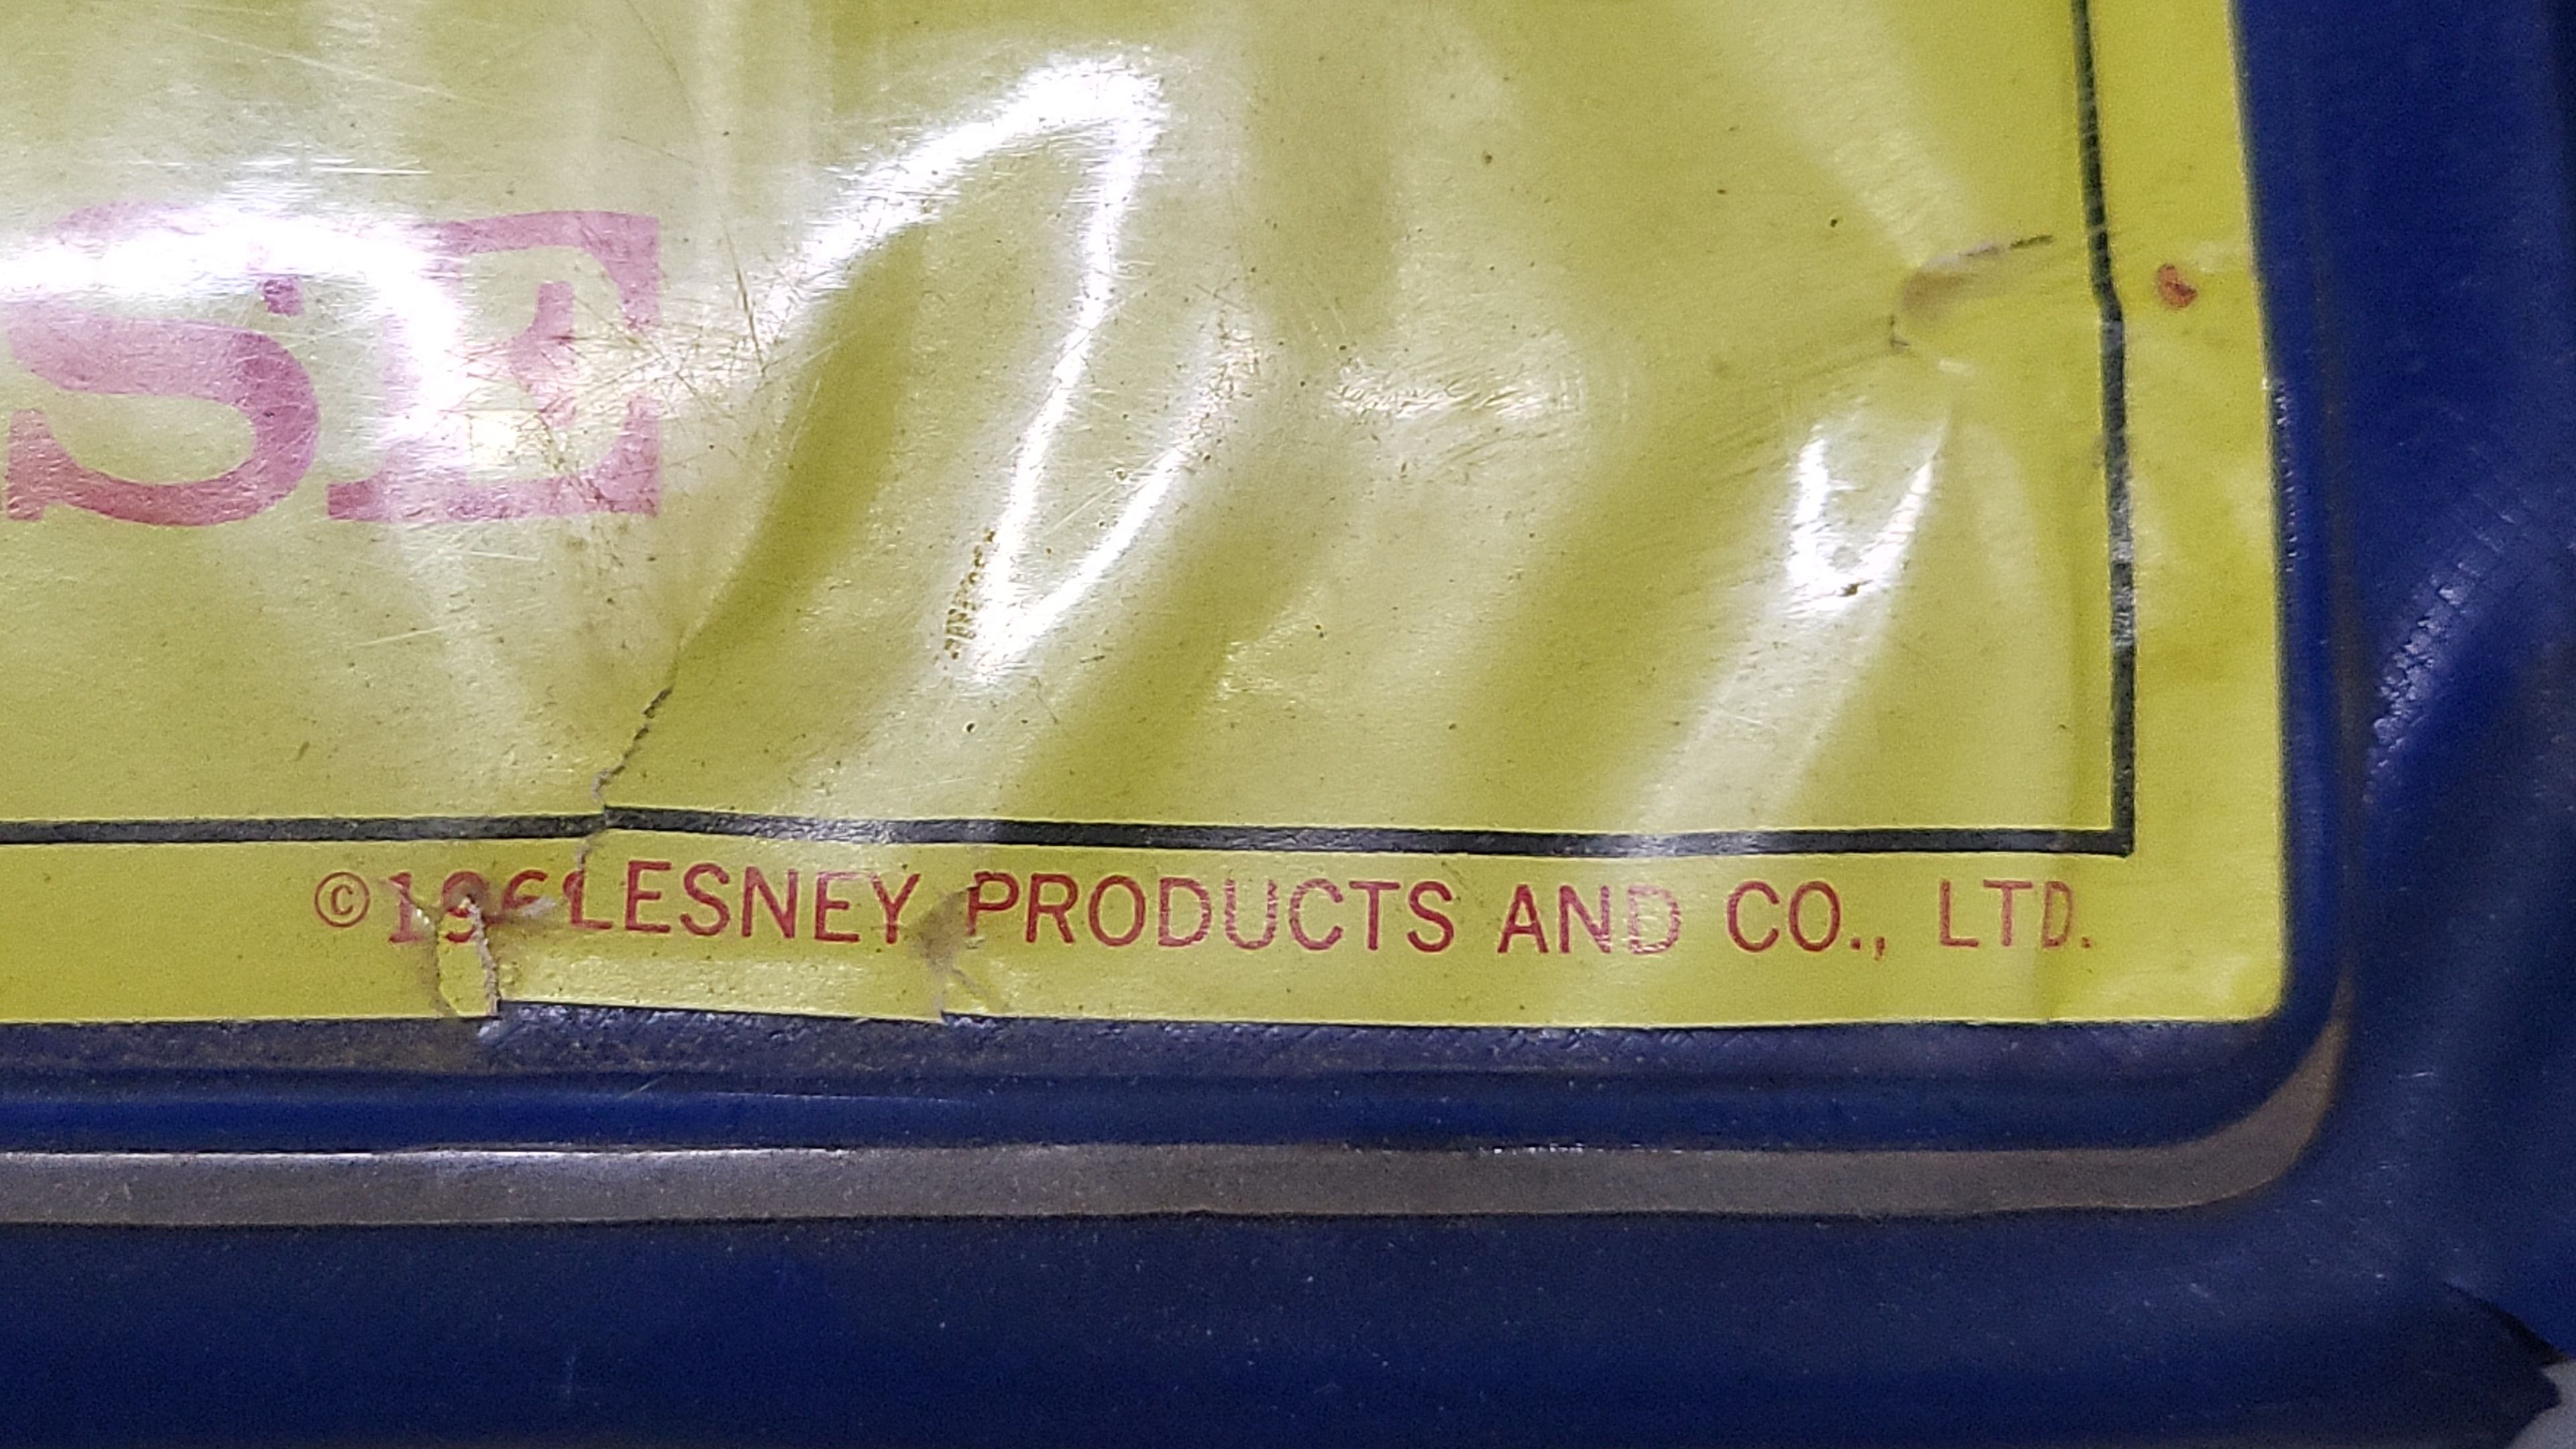 SE
© LESNEY PRODUCTS AND CO., LTD.